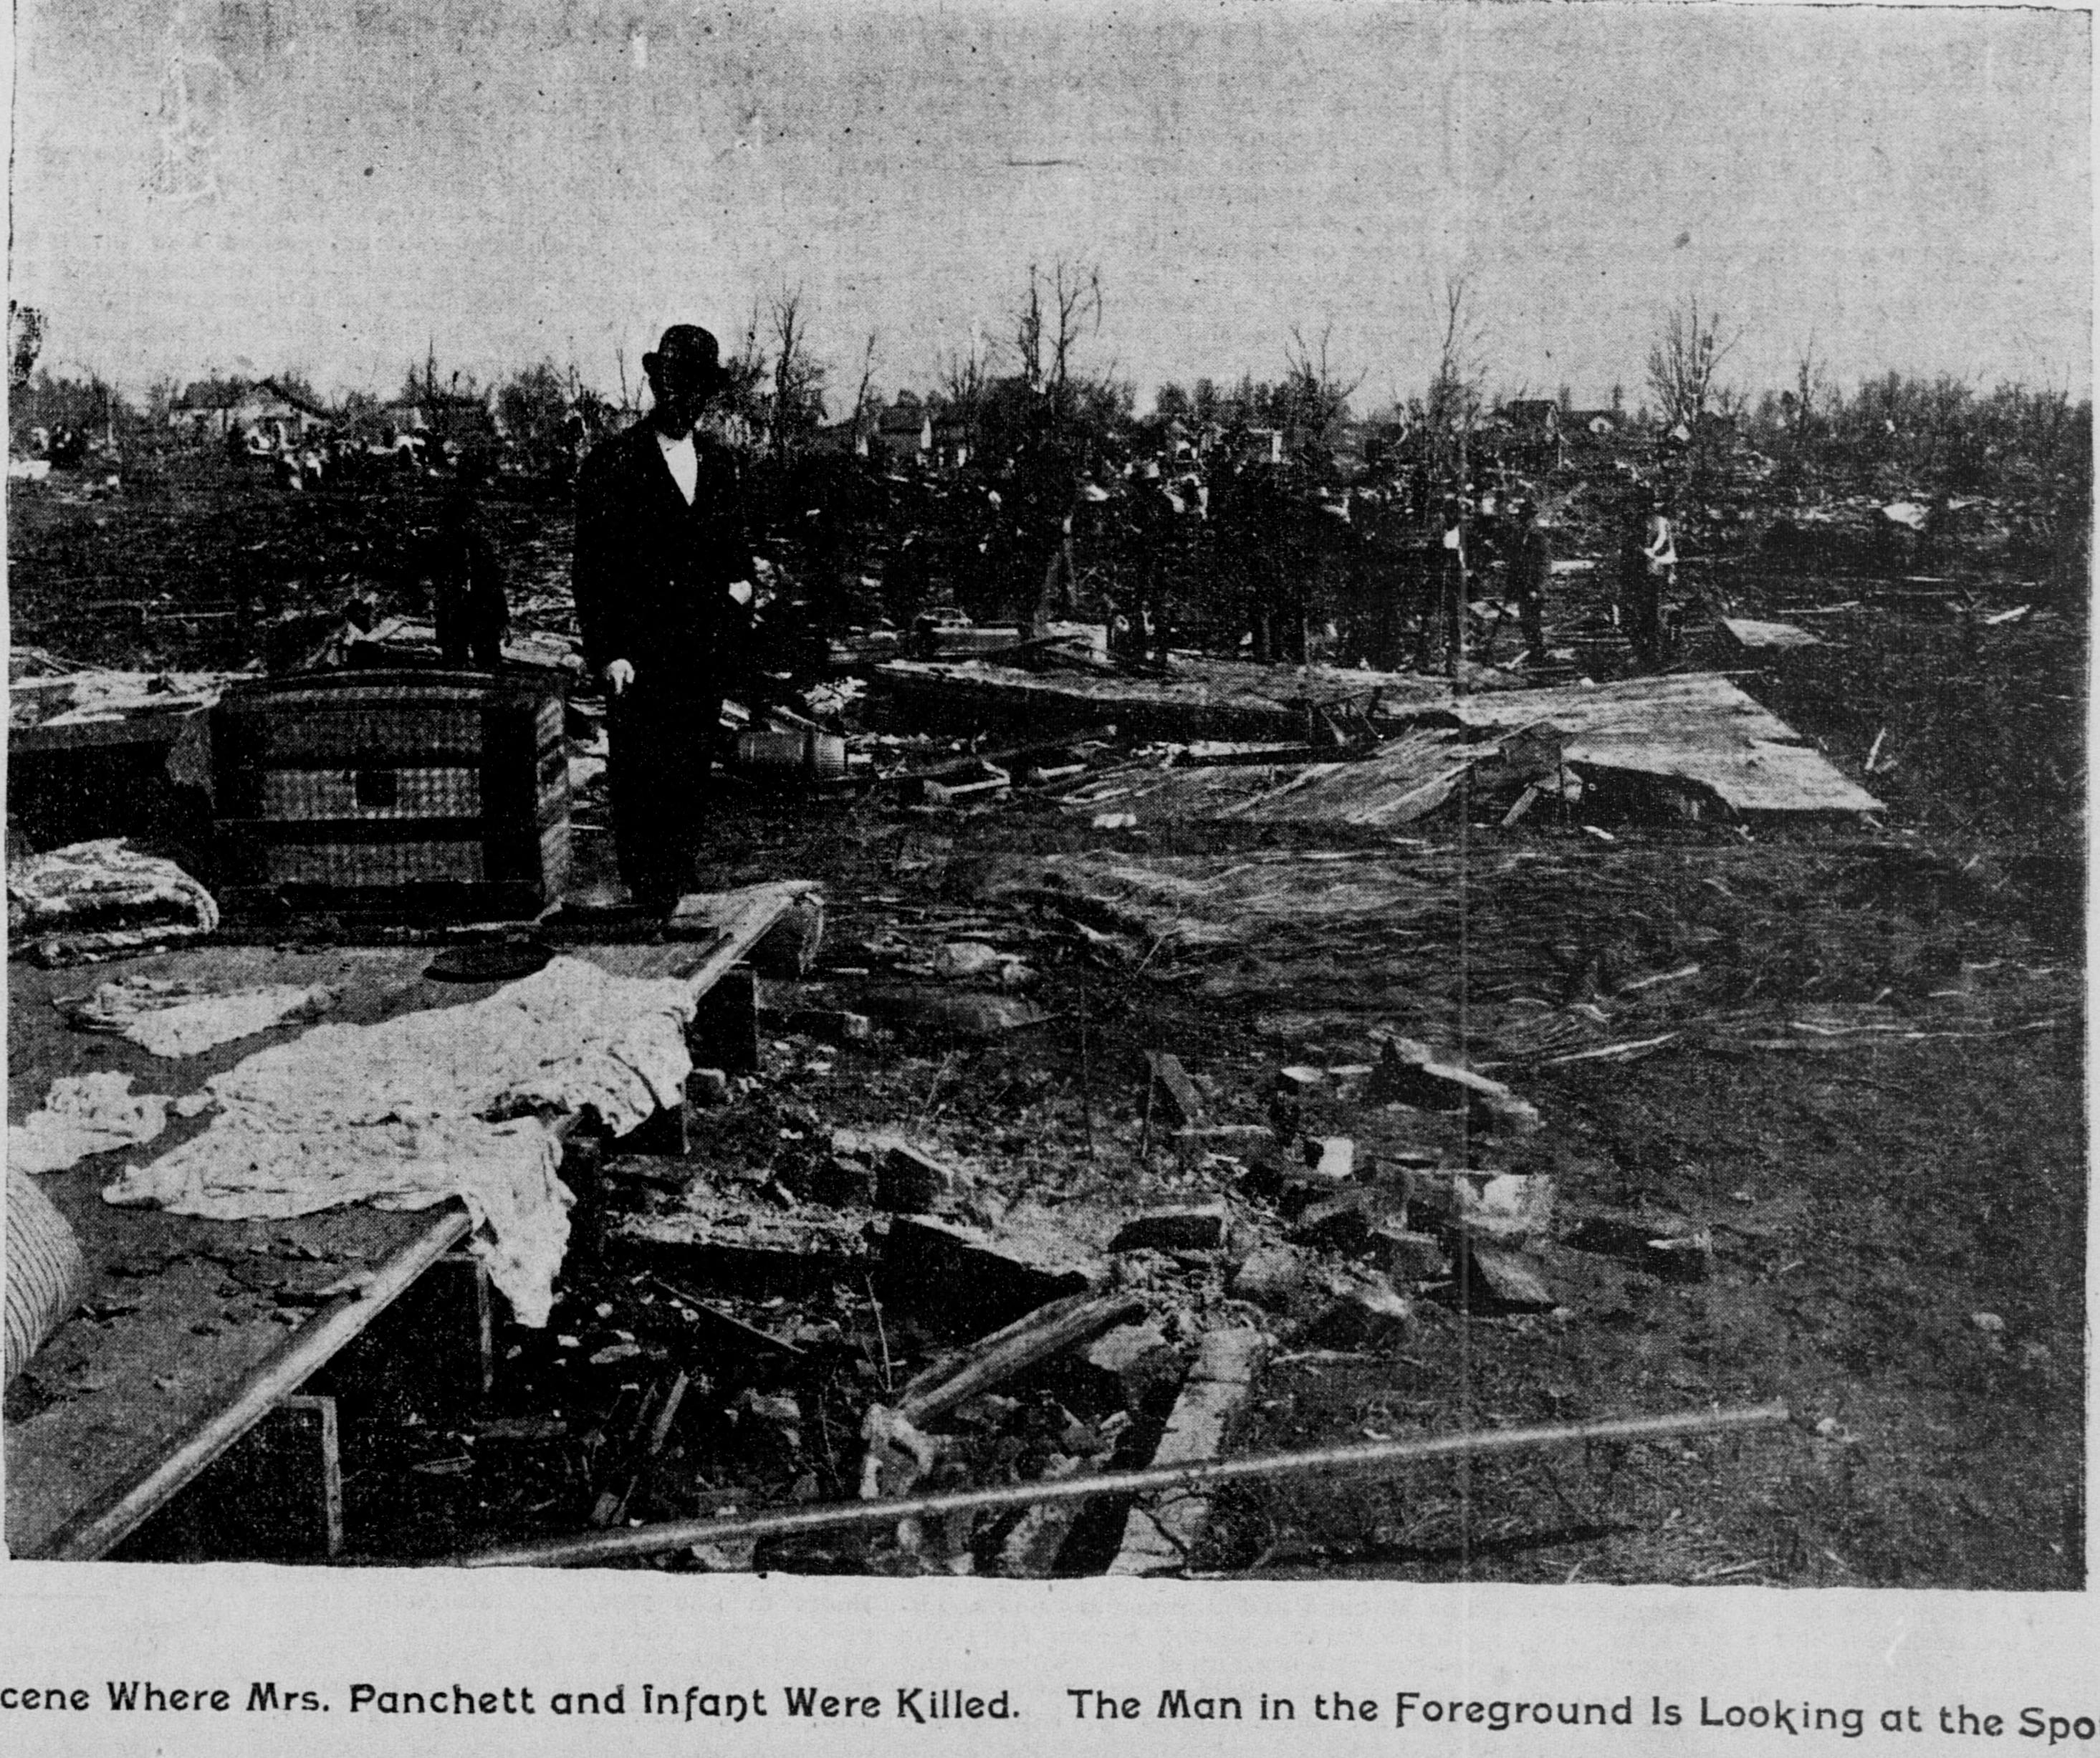 cene Where Mrs. Panchett and Infant Were Killed. The Man in the Foreground Is Looking at the Spo